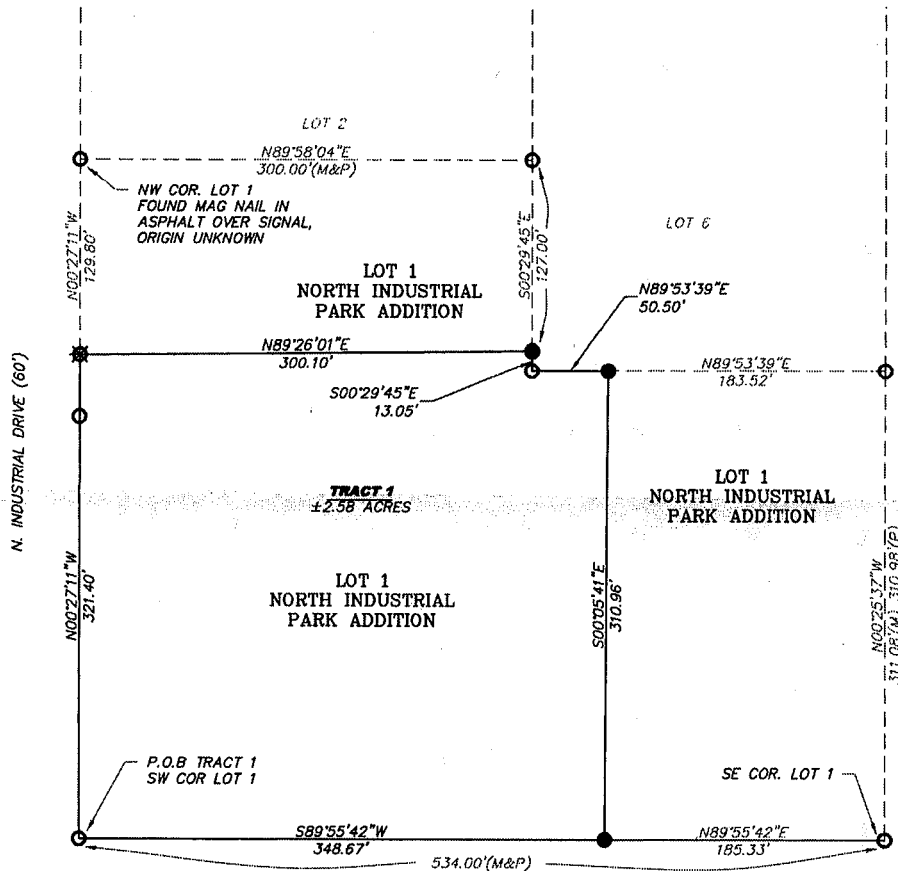 LOT 2
N89°58'04"E
300.00'(M&P)
NW COR. LOT 1
FOUND MAG NAIL IN
ASPHALT OVER SIGNAL,
ORIGIN UNKNOWN
N00°27'11"W
129.80'
S00°29'45"E
127.00'
LOT 6
LOT 1
NORTH INDUSTRIAL
PARK ADDITION
N89°53'39"E
50.50'
N89°26'01"E
300.10'
N89°53'39"E
183.52'
S00°29'45"E
13.05'
N. INDUSTRIAL DRIVE (60')
TRACT 1
±2.58 ACRES
LOT 1
NORTH INDUSTRIAL
PARK ADDITION
LOT 1
NORTH INDUSTRIAL
PARK ADDITION
N00°27'11"W
321.40'
S00°05'41"E
310.96'
N00°25'37"W
311.08'(M) 310.98'(P)
P.O.B TRACT 1
SW COR LOT 1
SE COR. LOT 1
S89°55'42"W
348.67'
N89°55'42"E
185.33'
534.00'(M&P)